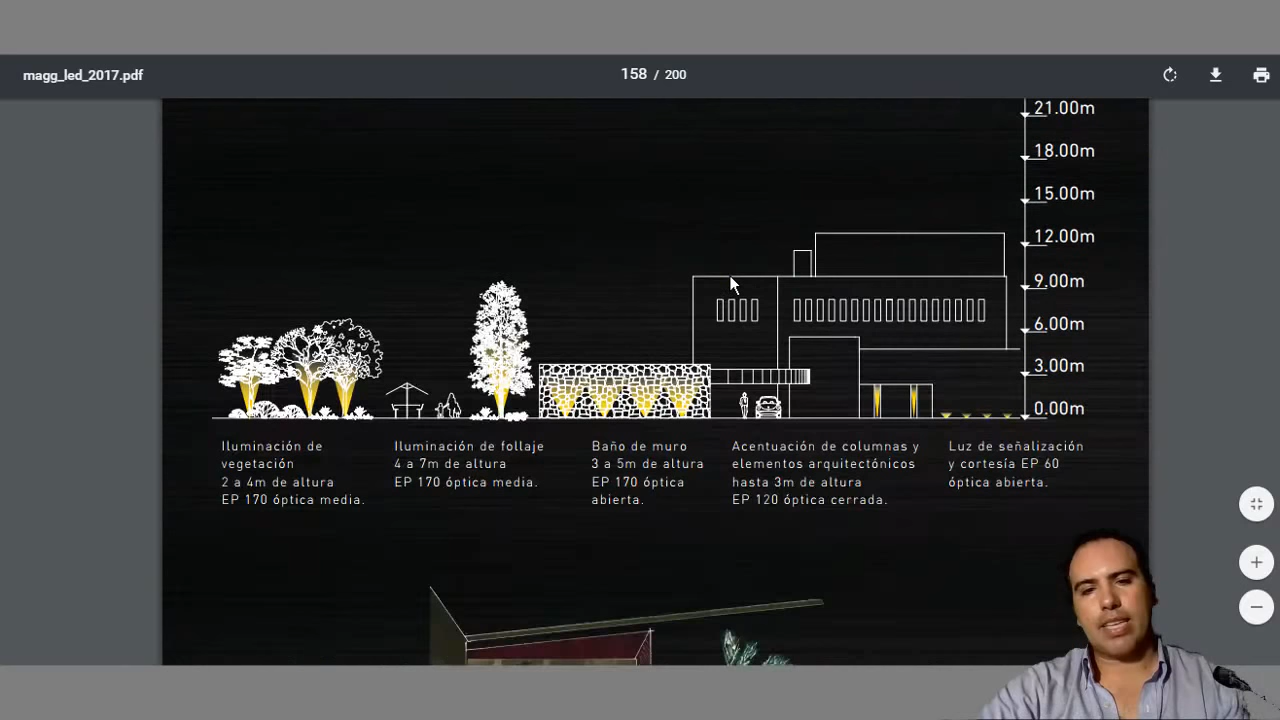 magg_led_2017.pdf
158 / 200
21.00m
18.00m
15.00m
12.00m
9.00m
6.00m
3.00m
0.00m
Iluminación de
vegetación
2 a 4m de altura
EP 170 óptica media.
Iluminación de follaje
4 a 7m de altura
EP 170 óptica media.
Baño de muro
3 a 5m de altura
EP 170 óptica
abierta.
Acentuación de columnas y
elementos arquitectónicos
hasta 3m de altura
EP 120 óptica cerrada.
Luz de señalización
y cortesía EP 60
óptica abierta.